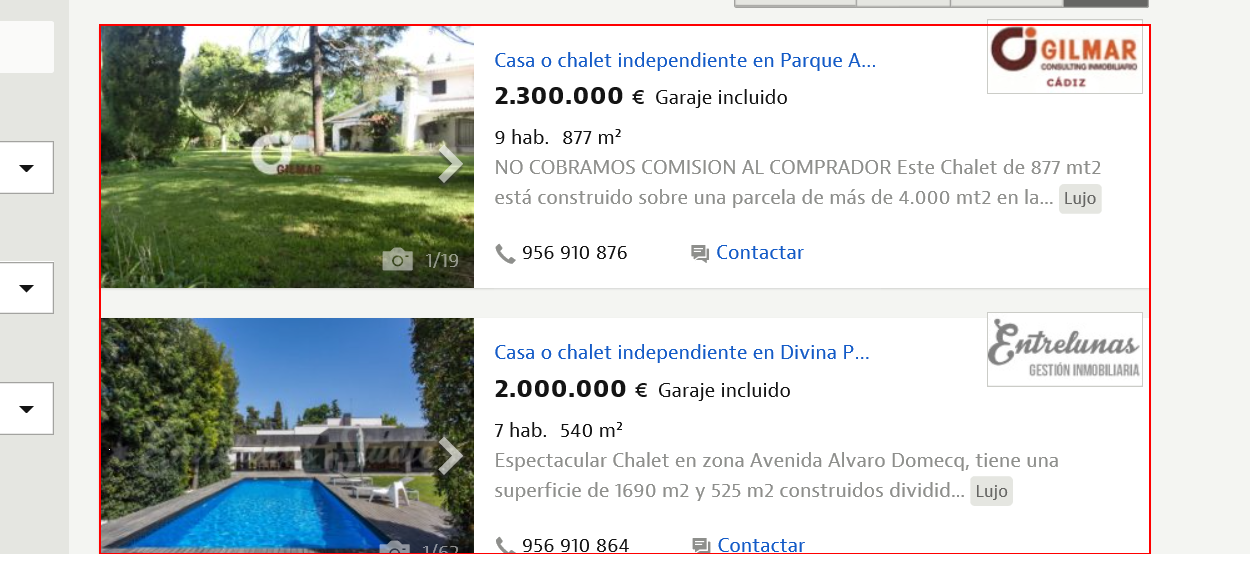 Casa o chalet independiente en Parque A...
GILMAR
CONSULTING INMOBILIARIO
CÁDIZ
2.300.000 € Garaje incluido
9 hab. 877 m²
NO COBRAMOS COMISION AL COMPRADOR Este Chalet de 877 mt2
está construido sobre una parcela de más de 4.000 mt2 en la... Lujo
956 910 876 Contactar
GILMAR
1/19
Casa o chalet independiente en Divina P...
Entrelunas
GESTIÓN INMOBILIARIA
2.000.000 € Garaje incluido
7 hab. 540 m²
Espectacular Chalet en zona Avenida Alvaro Domecq, tiene una
superficie de 1690 m2 y 525 m2 construidos dividid... Lujo
956 910 864 Contactar
1/62